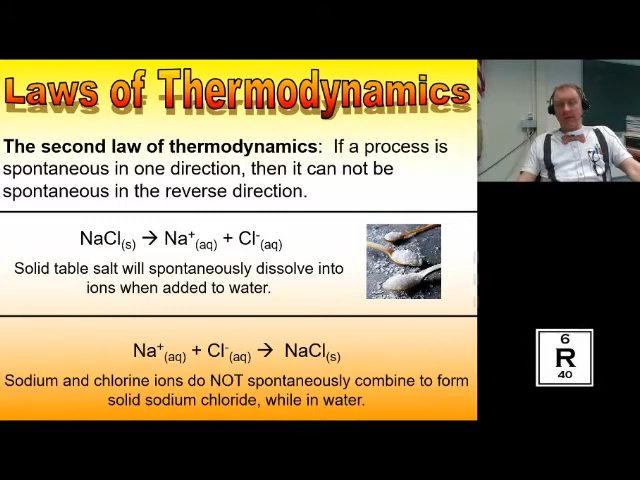 Laws of Thermodynamics
The second law of thermodynamics: If a process is
spontaneous in one direction, then it can not be
spontaneous in the reverse direction.
NaCl(s) → Na⁺(aq) + Cl⁻(aq)
Solid table salt will spontaneously dissolve into
ions when added to water.
Na⁺(aq) + Cl⁻(aq) → NaCl(s)
Sodium and chlorine ions do NOT spontaneously combine to form
solid sodium chloride, while in water.
6
R
40